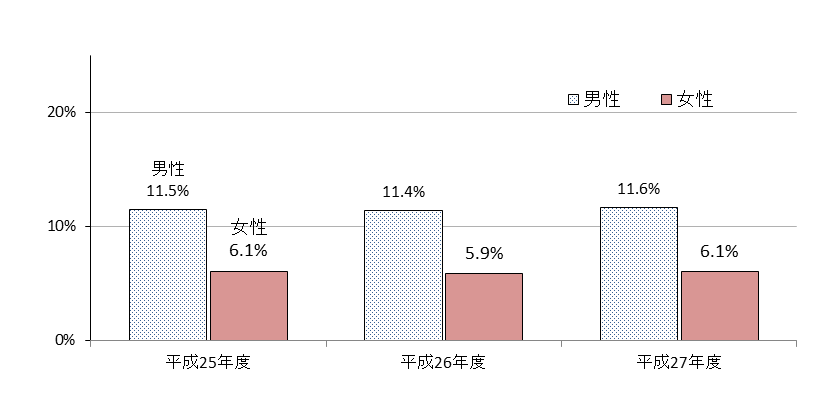 男性 女性
20%
男性
11.5%
11.4%
11.6%
女性
6.1%
5.9%
6.1%
10%
0%
平成25年度 平成26年度 平成27年度